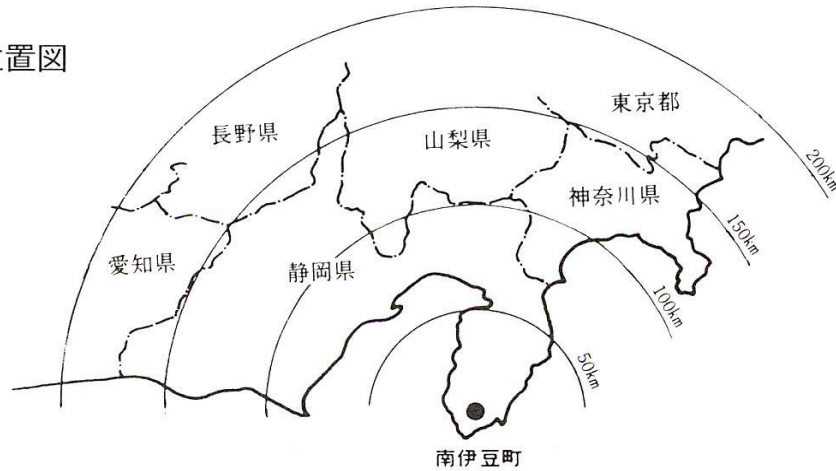 置図
東京都
長野県
山梨県
神奈川県
愛知県
静岡県
200km
150km
100km
50km
南伊豆町